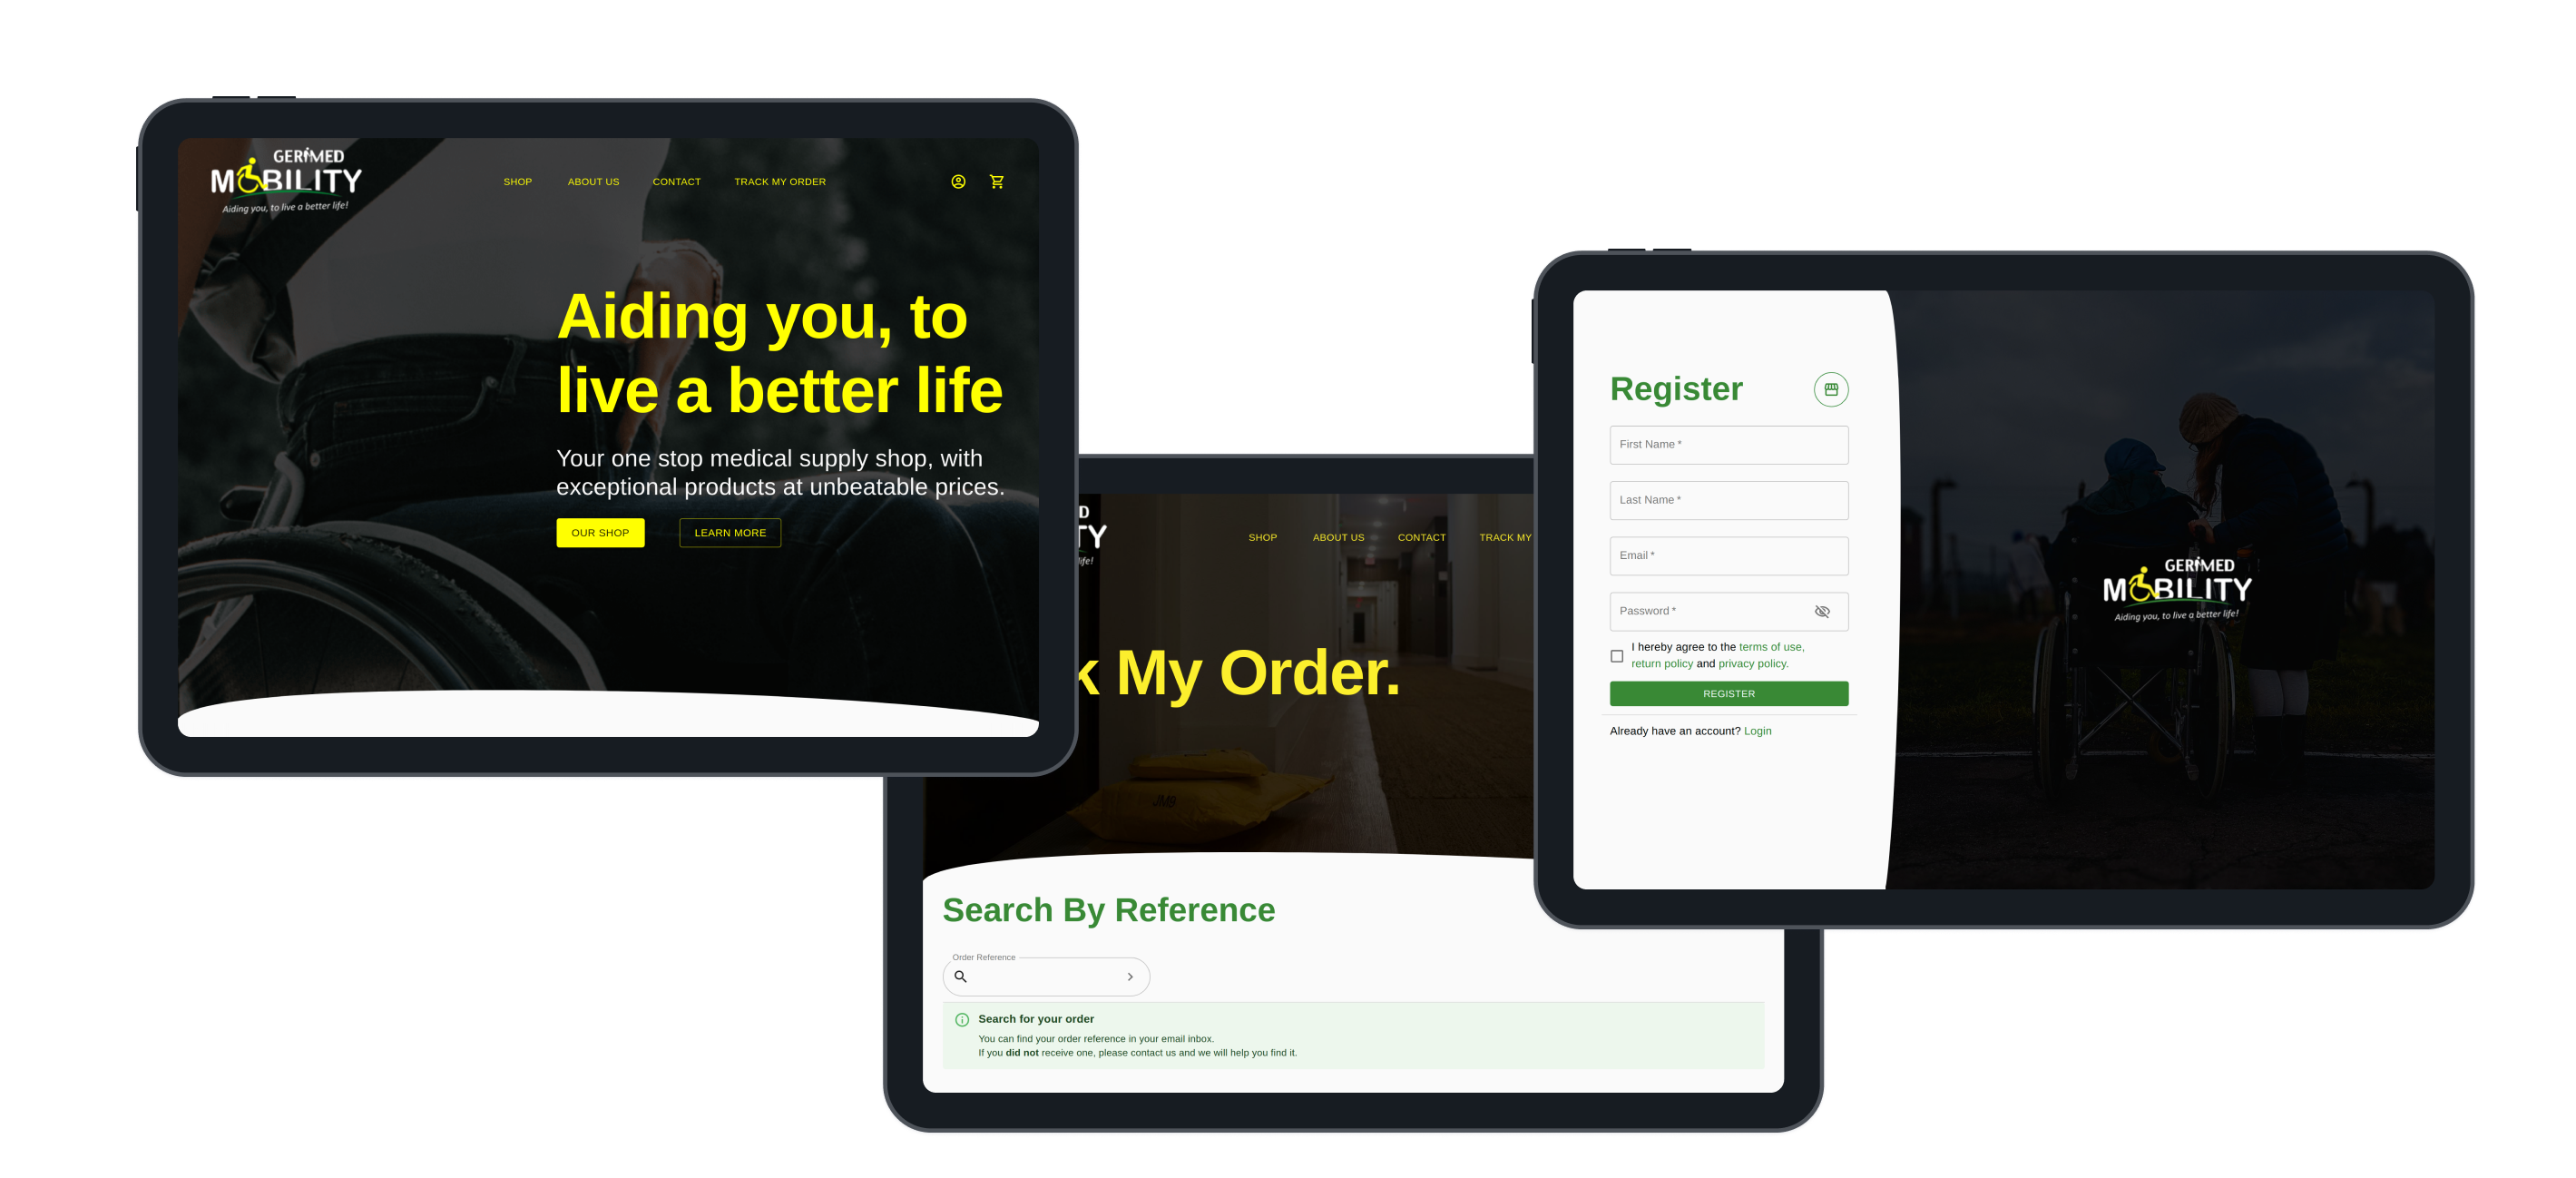 GERIMED
MOBILITY
Aiding you, to live a better life!
SHOP
ABOUT US
CONTACT
TRACK MY ORDER
Aiding you, to
live a better life
Your one stop medical supply shop, with
exceptional products at unbeatable prices.
OUR SHOP
LEARN MORE
D
TY
ife!
SHOP
ABOUT US
CONTACT
TRACK MY
k My Order.
JM9
Search By Reference
Order Reference
Search for your order
You can find your order reference in your email inbox.
If you did not receive one, please contact us and we will help you find it.
Register
First Name *
Last Name *
Email *
Password *
I hereby agree to the terms of use,
return policy and privacy policy.
REGISTER
Already have an account? Login
GERIMED
MOBILITY
Aiding you, to live a better life!